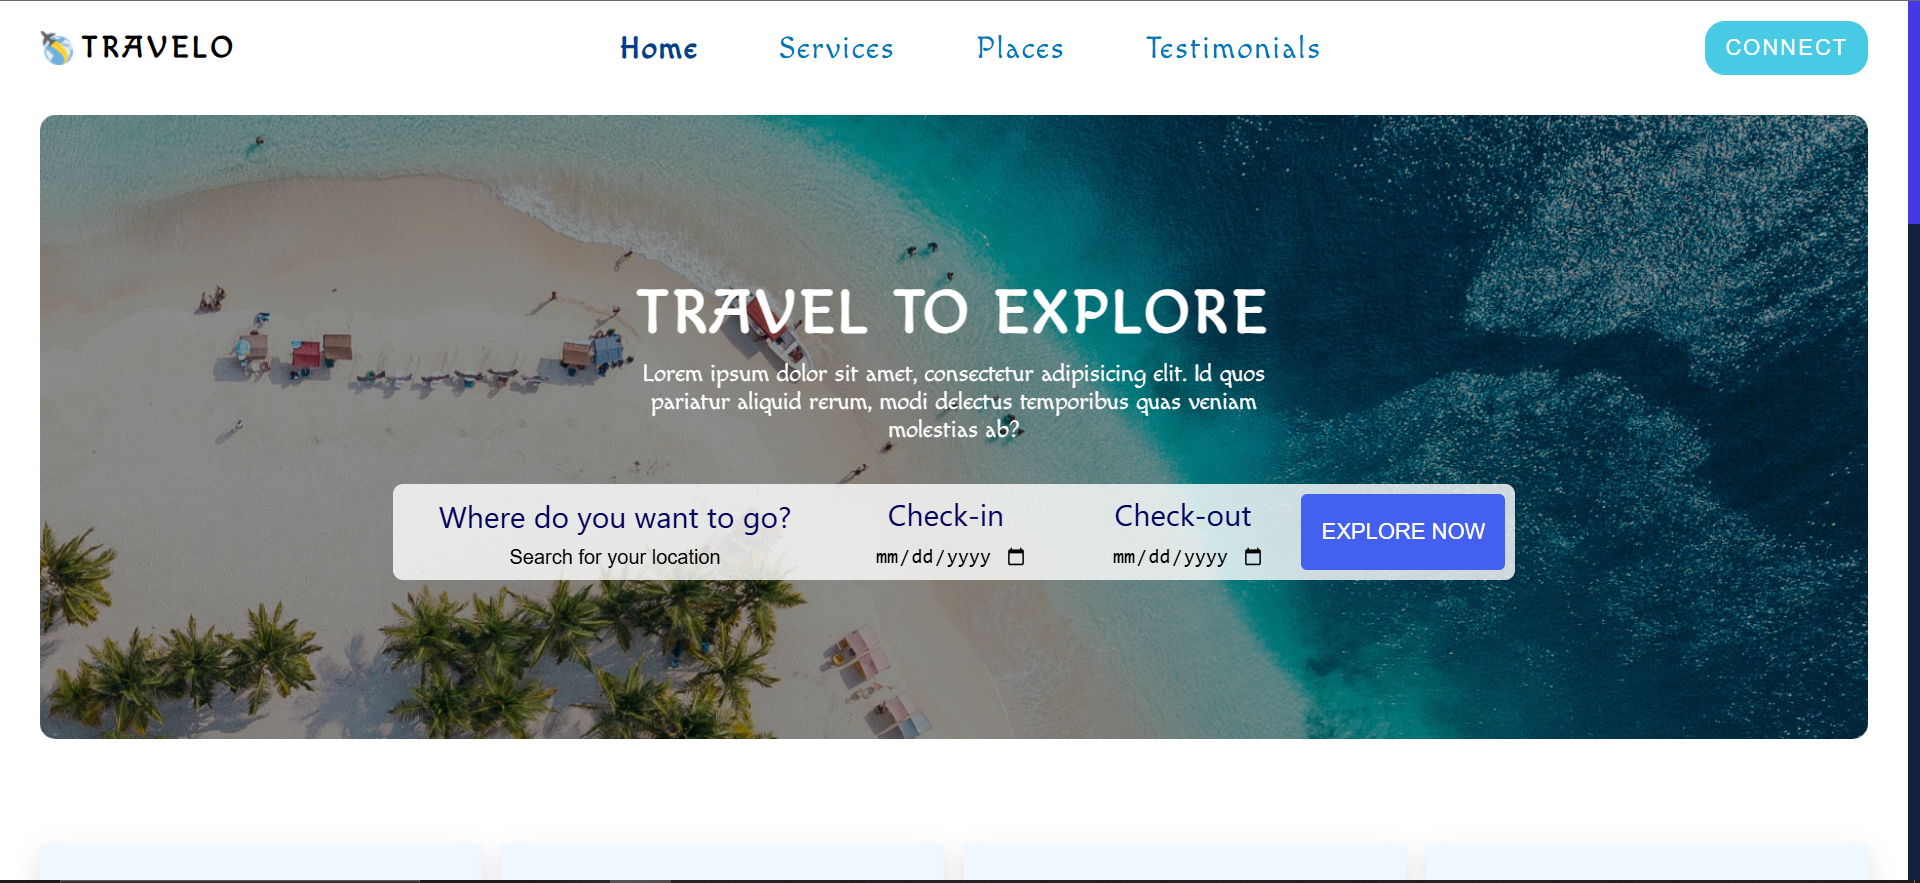 TRAVELO
Home Services Places Testimonials
CONNECT
TRAVEL TO EXPLORE
Lorem ipsum dolor sit amet, consectetur adipisicing elit. Id quos
pariatur aliquid rerum, modi delectus temporibus quas veniam
molestias ab?
Where do you want to go?
Search for your location
Check-in
mm/dd/yyyy
Check-out
mm/dd/yyyy
EXPLORE NOW